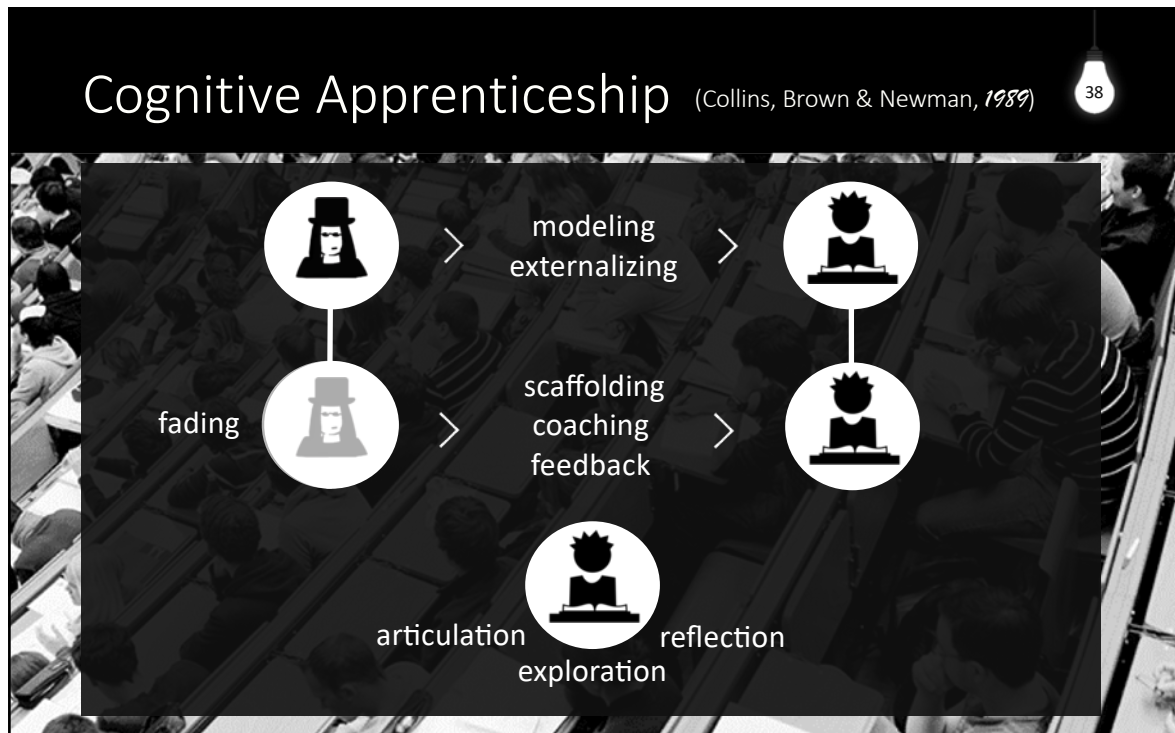 Cognitive Apprenticeship (Collins, Brown & Newman, 1989)
38
modeling
externalizing
fading
scaffolding
coaching
feedback
articulation
reflection
exploration